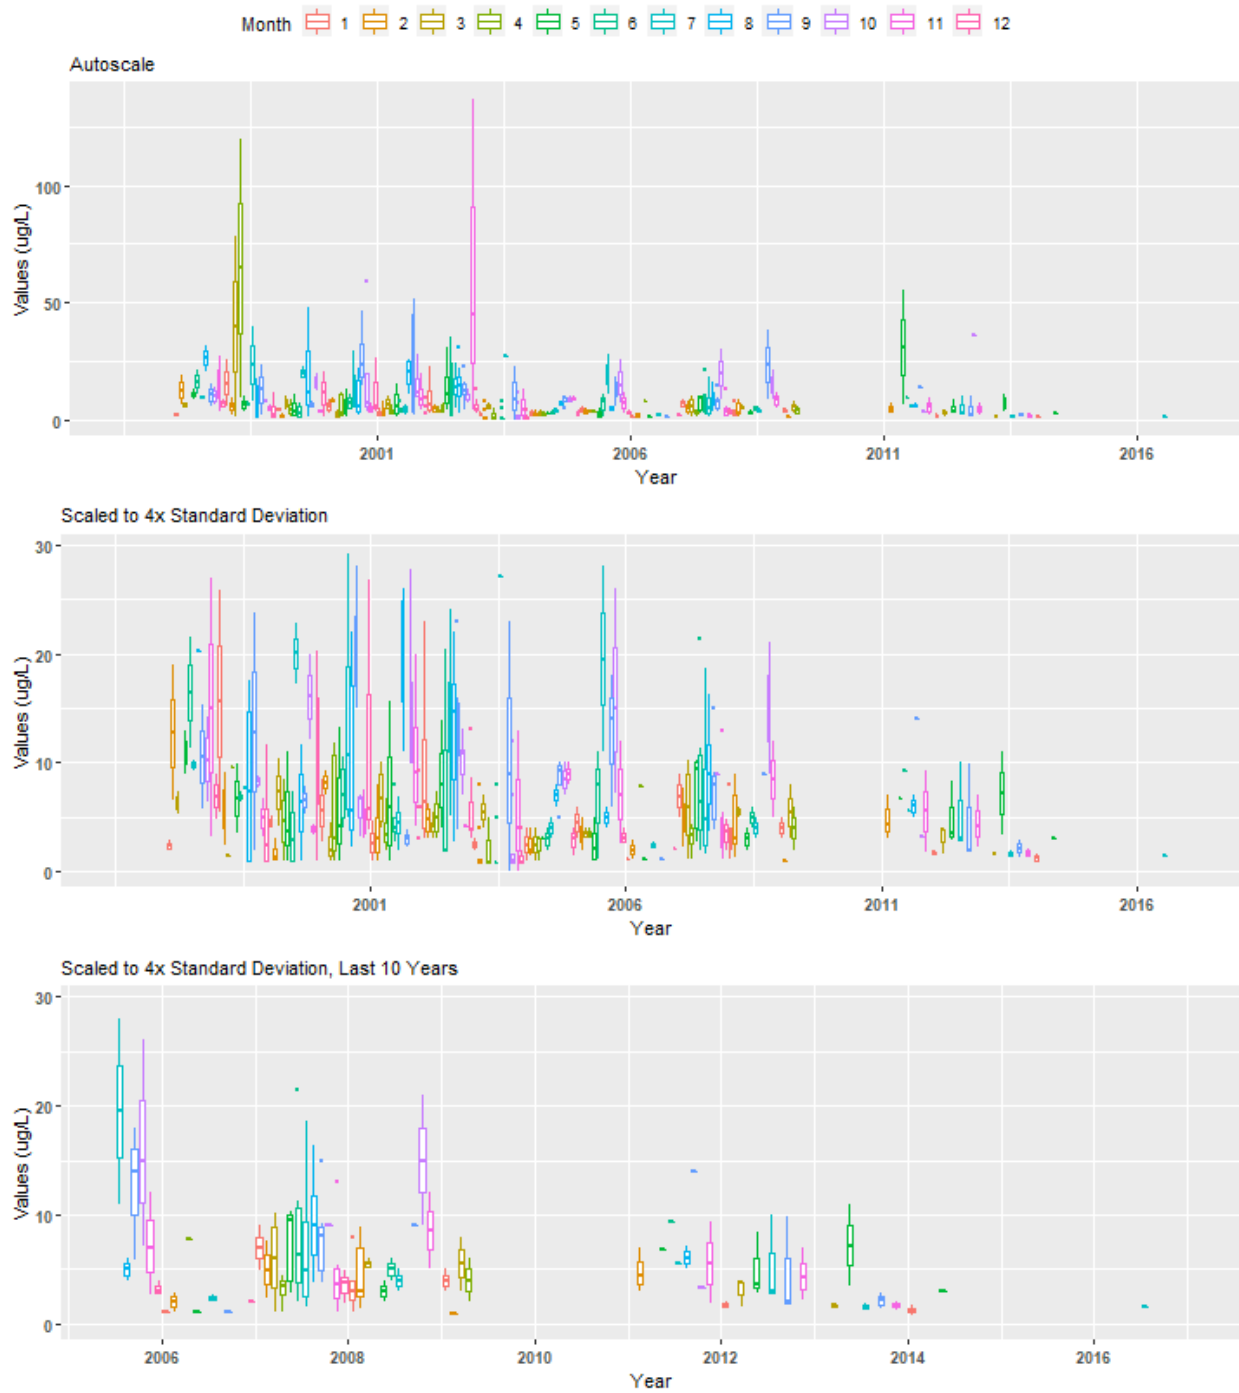 Month 1 2 3 4 5 6 7 8 9 10 11 12
Autoscale
100
50
0
Values (ug/L)
2001 2006 2011 2016
Year
Scaled to 4x Standard Deviation
30
20
10
0
Values (ug/L)
2001 2006 2011 2016
Year
Scaled to 4x Standard Deviation, Last 10 Years
30
20
10
0
Values (ug/L)
2006 2008 2010 2012 2014 2016
Year